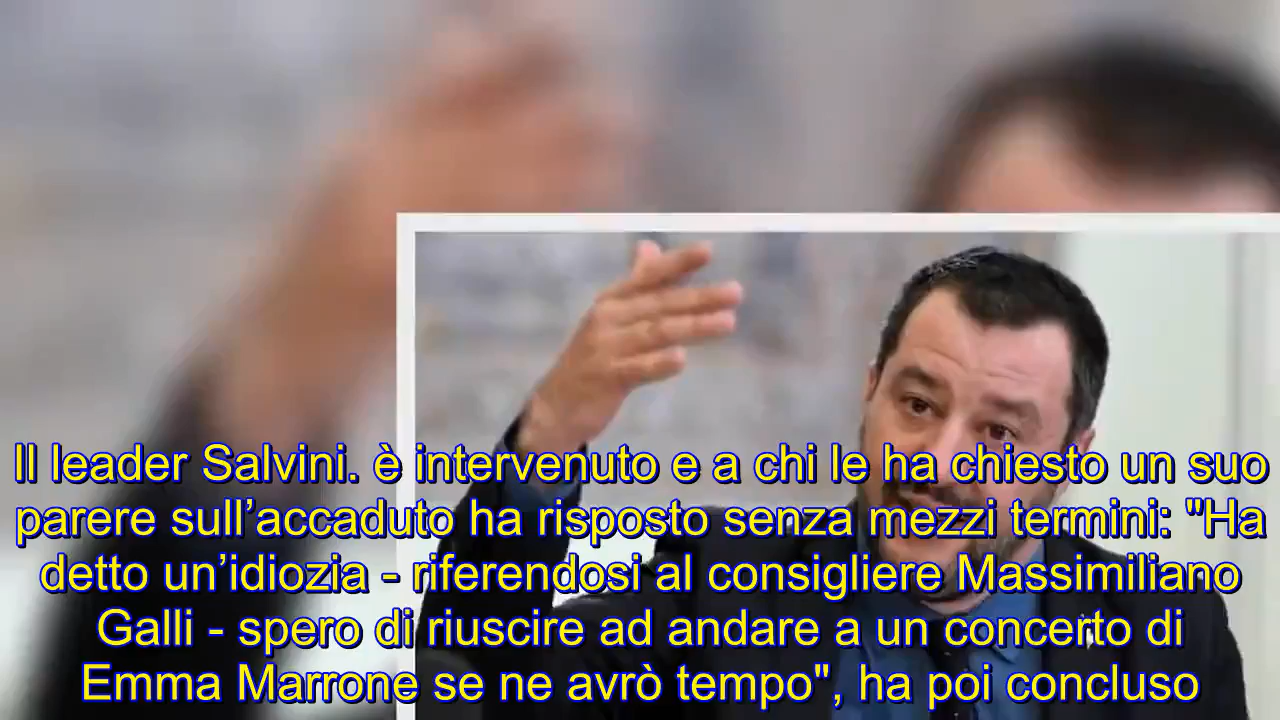 Il leader Salvini. è intervenuto e a chi le ha chiesto un suo
parere sull’accaduto ha risposto senza mezzi termini: "Ha
detto un’idiozia - riferendosi al consigliere Massimiliano
Galli - spero di riuscire ad andare a un concerto di
Emma Marrone se ne avrò tempo", ha poi concluso